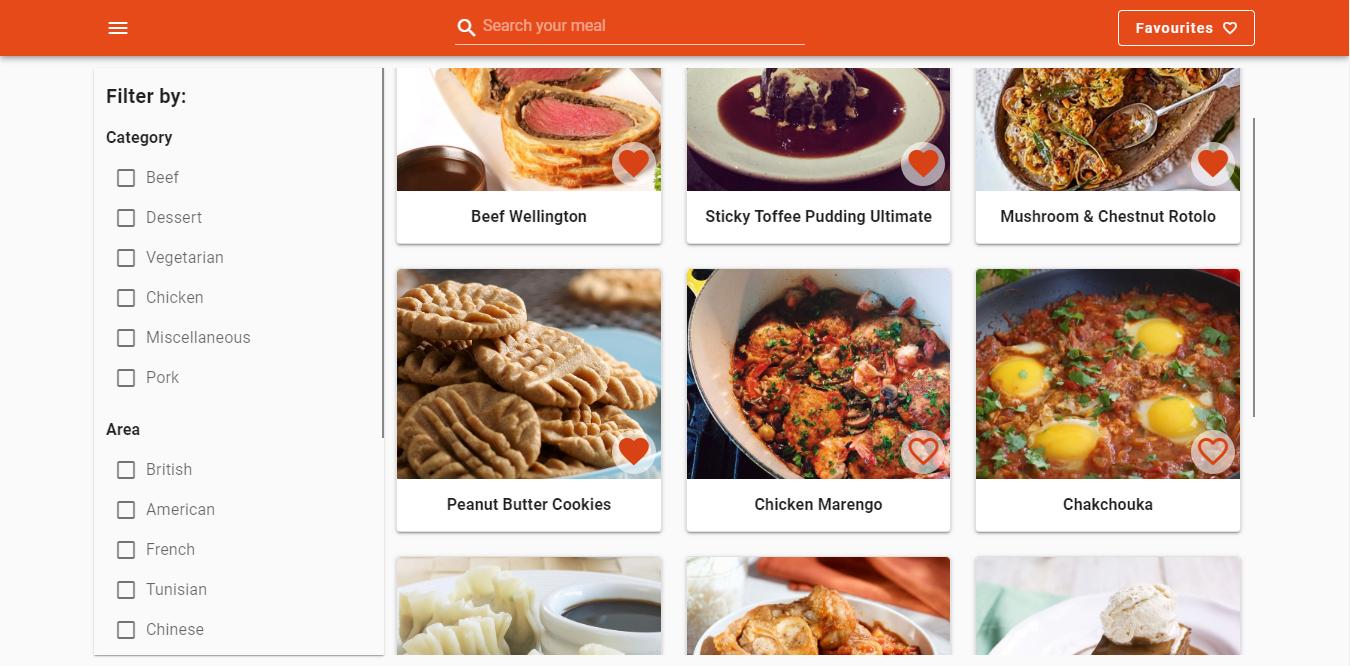 Search your meal
Favourites
Filter by:
Category
Beef
Dessert
Vegetarian
Chicken
Miscellaneous
Pork
Area
British
American
French
Tunisian
Chinese
Beef Wellington
Sticky Toffee Pudding Ultimate
Mushroom & Chestnut Rotolo
Peanut Butter Cookies
Chicken Marengo
Chakchouka